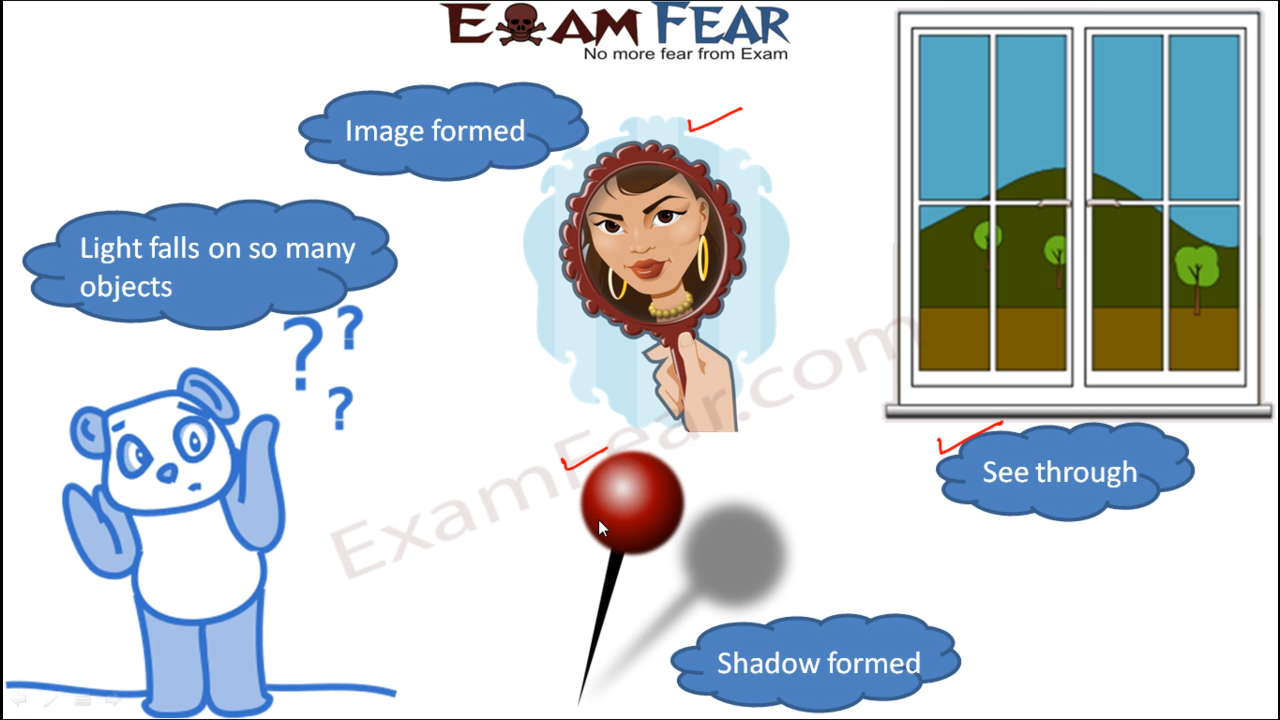 EXAM FEAR
No more fear from Exam
Image formed
Light falls on so many
objects
? ? ?
ExamFear.com
See through
Shadow formed